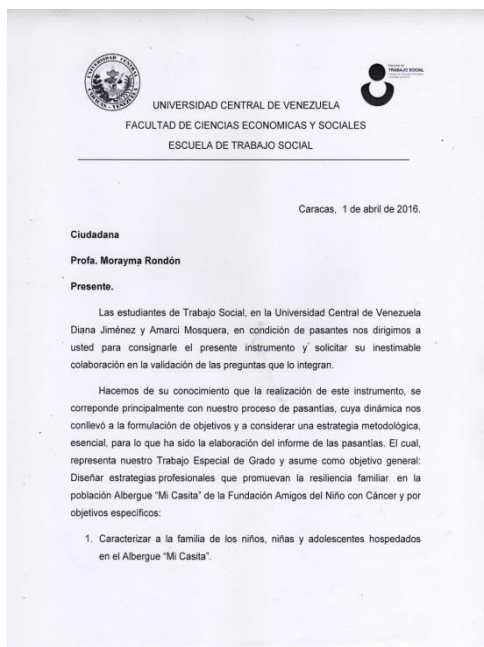 UNIVERSIDAD CENTRAL
CARACAS - VENEZUELA
Escuela de
TRABAJO SOCIAL
UNIVERSIDAD CENTRAL DE VENEZUELA
FACULTAD DE CIENCIAS ECONOMICAS Y SOCIALES
ESCUELA DE TRABAJO SOCIAL
Caracas, 1 de abril de 2016.
Ciudadana
Profa. Morayma Rondón
Presente.
Las estudiantes de Trabajo Social, en la Universidad Central de Venezuela
Diana Jiménez y Amarci Mosquera, en condición de pasantes nos dirigimos a
usted para consignarle el presente instrumento y solicitar su inestimable
colaboración en la validación de las preguntas que lo integran.
Hacemos de su conocimiento que la realización de este instrumento, se
correponde principalmente con nuestro proceso de pasantías, cuya dinámica nos
conllevó a la formulación de objetivos y a considerar una estrategia metodológica,
esencial, para lo que ha sido la elaboración del informe de las pasantías. El cual,
representa nuestro Trabajo Especial de Grado y asume como objetivo general:
Diseñar estrategias profesionales que promuevan la resiliencia familiar en la
población Albergue “Mi Casita” de la Fundación Amigos del Niño con Cáncer y por
objetivos específicos:
1. Caracterizar a la familia de los niños, niñas y adolescentes hospedados
en el Albergue “Mi Casita”.